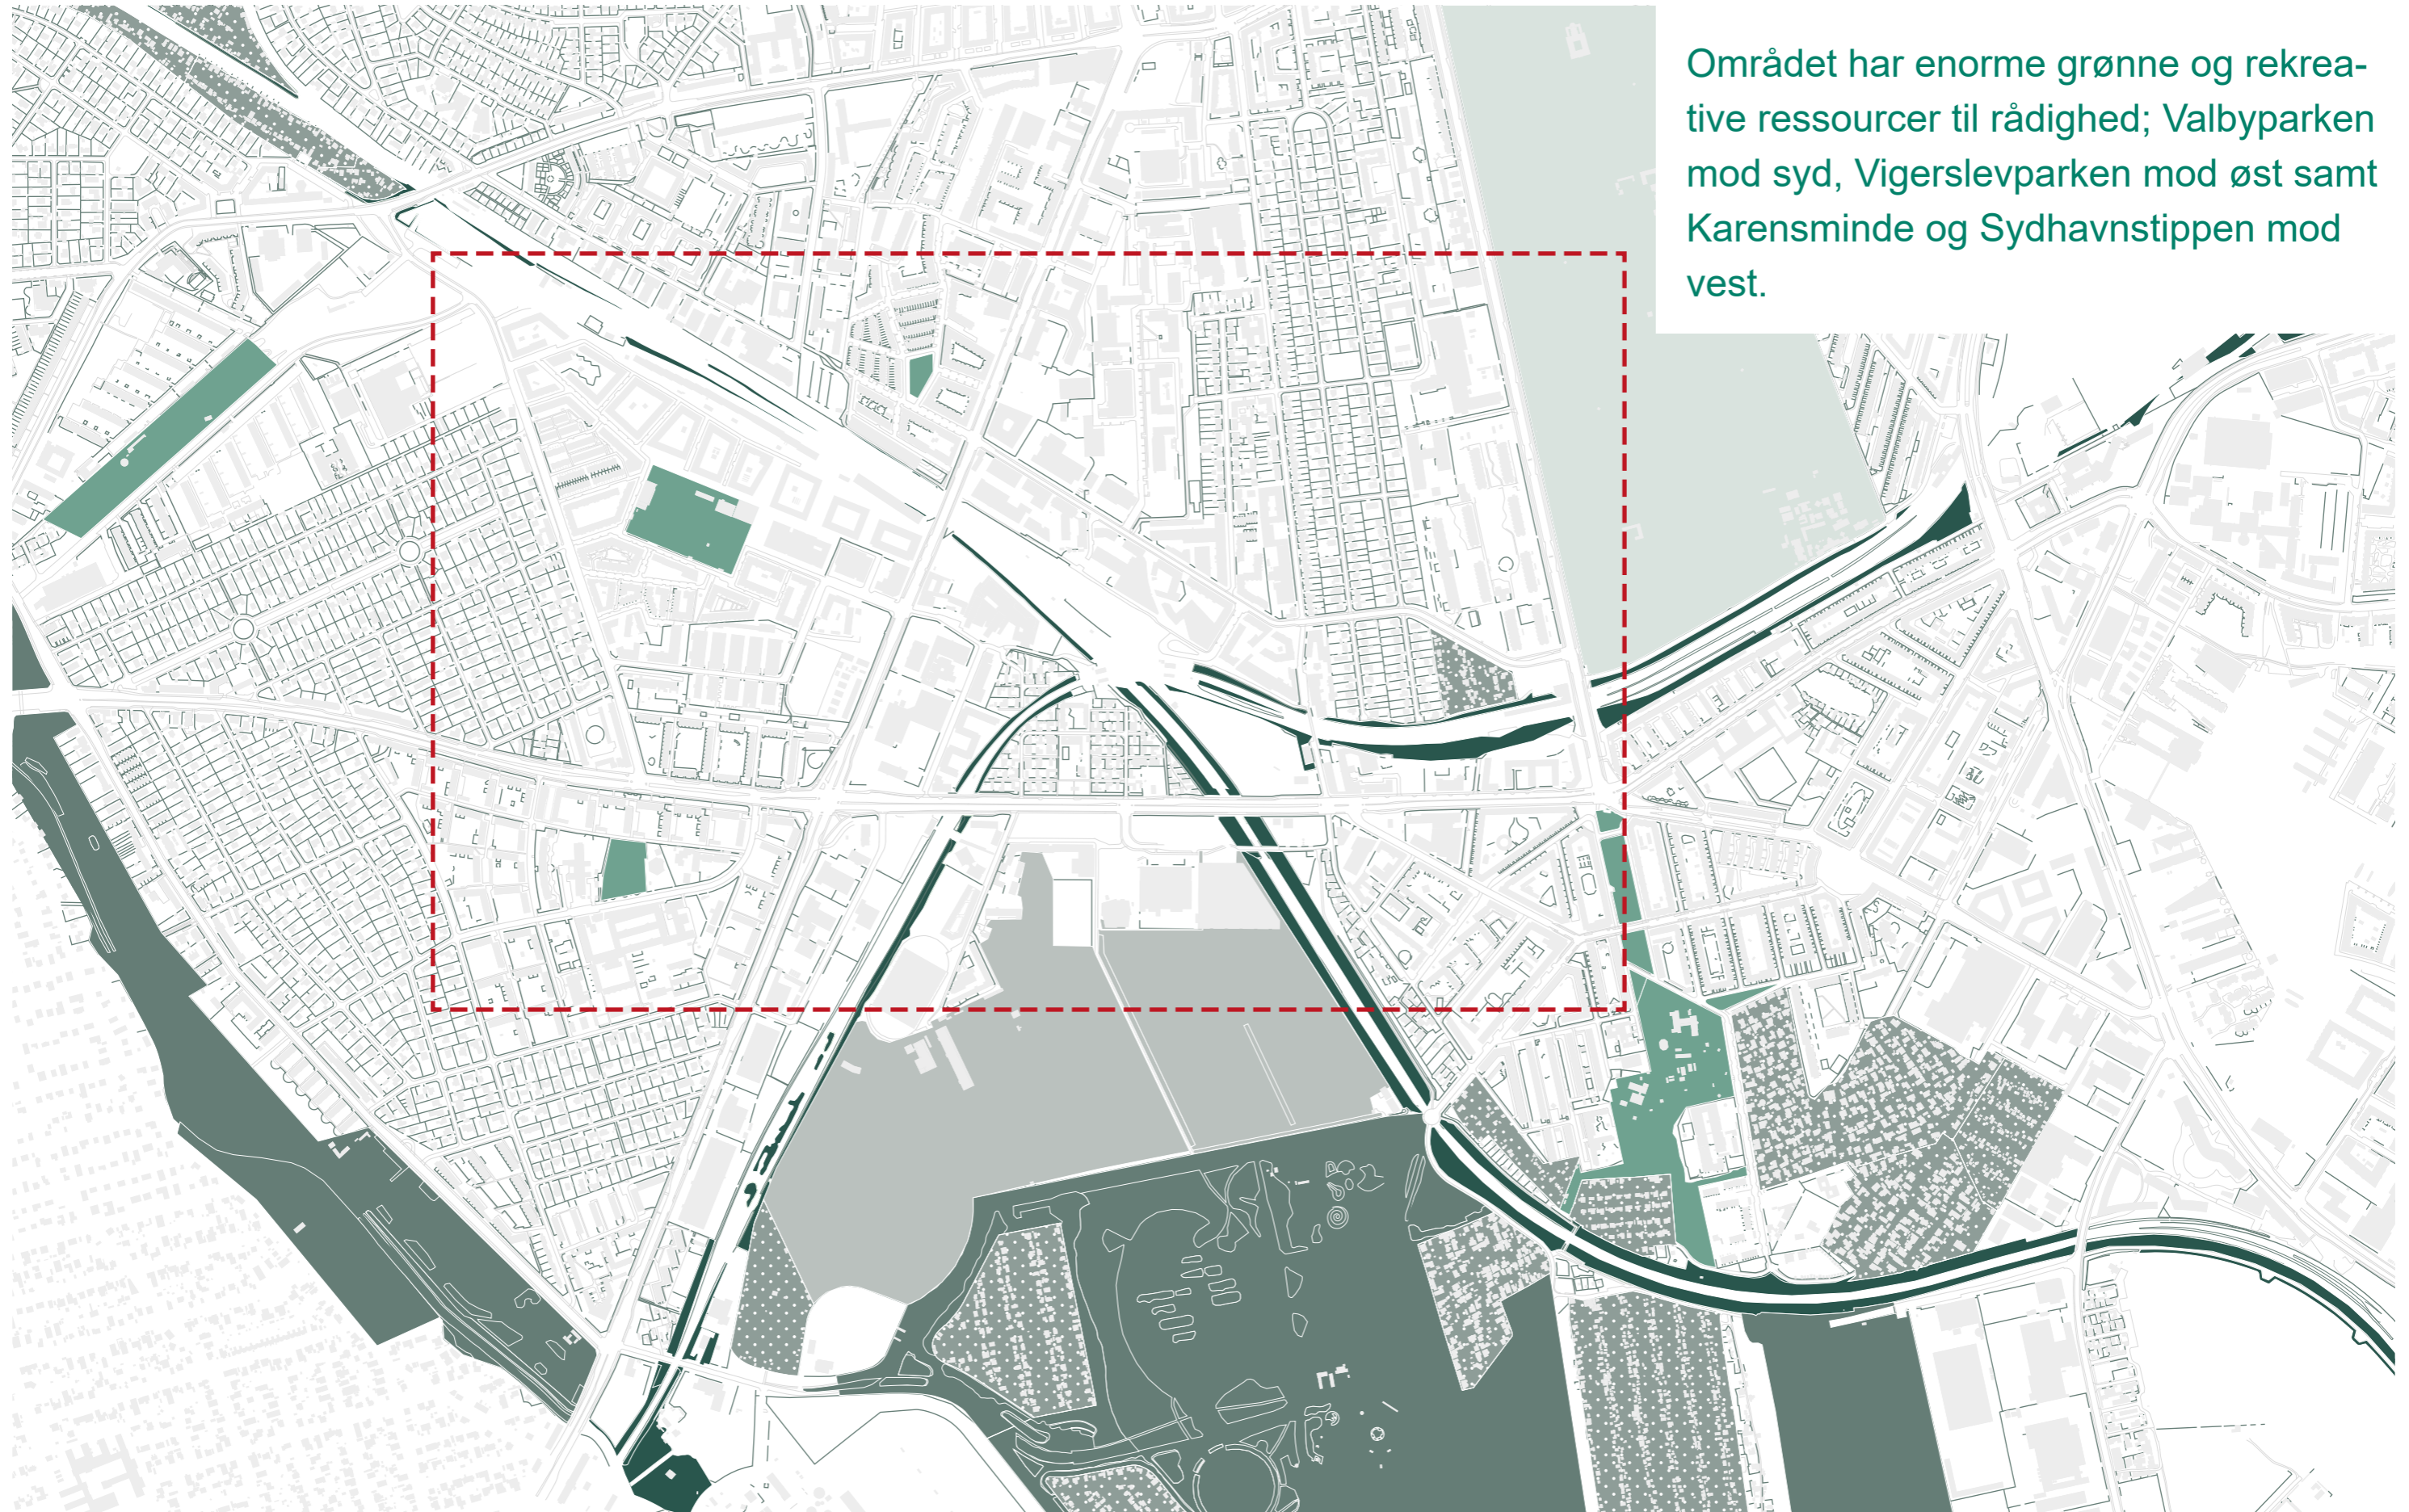 Området har enorme grønne og rekrea-
tive ressourcer til rådighed; Valbyparken
mod syd, Vigerslevparken mod øst samt
Karensminde og Sydhavnstippen mod
vest.